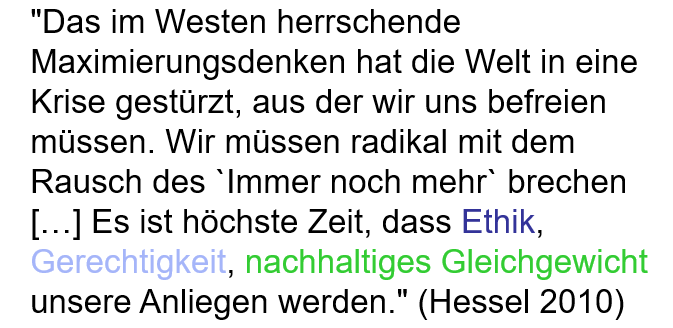 "Das im Westen herrschende
Maximierungsdenken hat die Welt in eine
Krise gestürzt, aus der wir uns befreien
müssen. Wir müssen radikal mit dem
Rausch des `Immer noch mehr` brechen
[…] Es ist höchste Zeit, dass Ethik,
Gerechtigkeit, nachhaltiges Gleichgewicht
unsere Anliegen werden." (Hessel 2010)